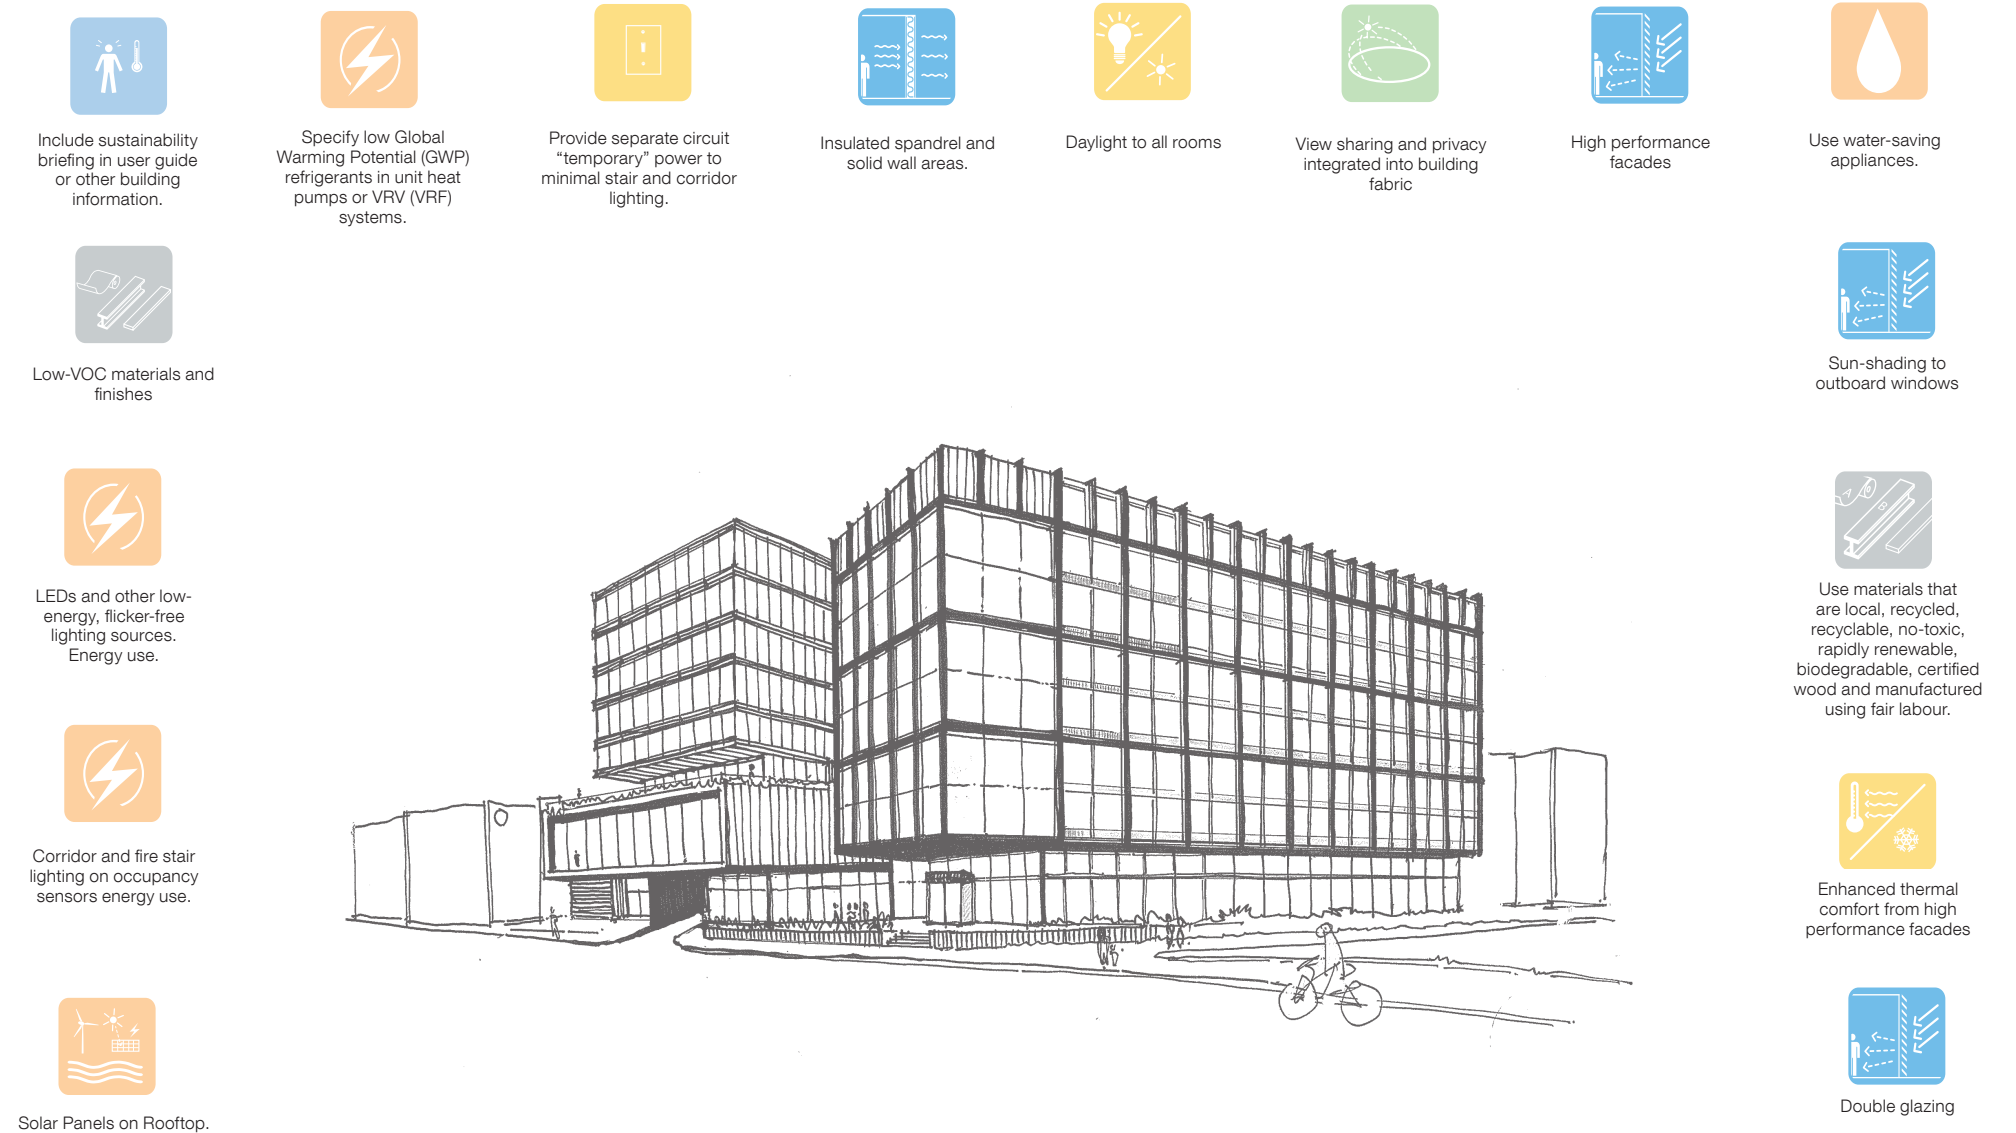 Include sustainability
briefing in user guide
or other building
information.
Specify low Global
Warming Potential (GWP)
refrigerants in unit heat
pumps or VRV (VRF)
systems.
Provide separate circuit
“temporary” power to
minimal stair and corridor
lighting.
Insulated spandrel and
solid wall areas.
Daylight to all rooms
View sharing and privacy
integrated into building
fabric
High performance
facades
Use water-saving
appliances.
Low-VOC materials and
finishes
Sun-shading to
outboard windows
LEDs and other low-
energy, flicker-free
lighting sources.
Energy use.
A
B
Use materials that
are local, recycled,
recyclable, no-toxic,
rapidly renewable,
biodegradable, certified
wood and manufactured
using fair labour.
Corridor and fire stair
lighting on occupancy
sensors energy use.
Enhanced thermal
comfort from high
performance facades
Solar Panels on Rooftop.
Double glazing